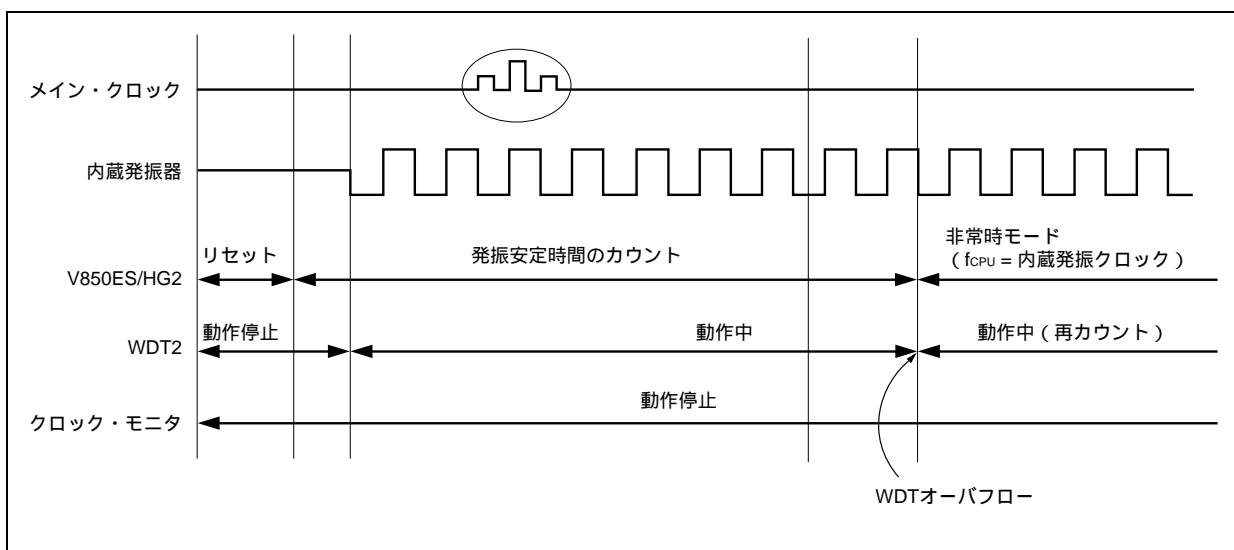 メイン・クロック
内蔵発振器
リセット
発振安定時間のカウント
非常時モード
（fCPU = 内蔵発振クロック）
V850ES/HG2
動作停止
動作中
動作中（再カウント）
WDT2
動作停止
クロック・モニタ
WDTオーバフロー